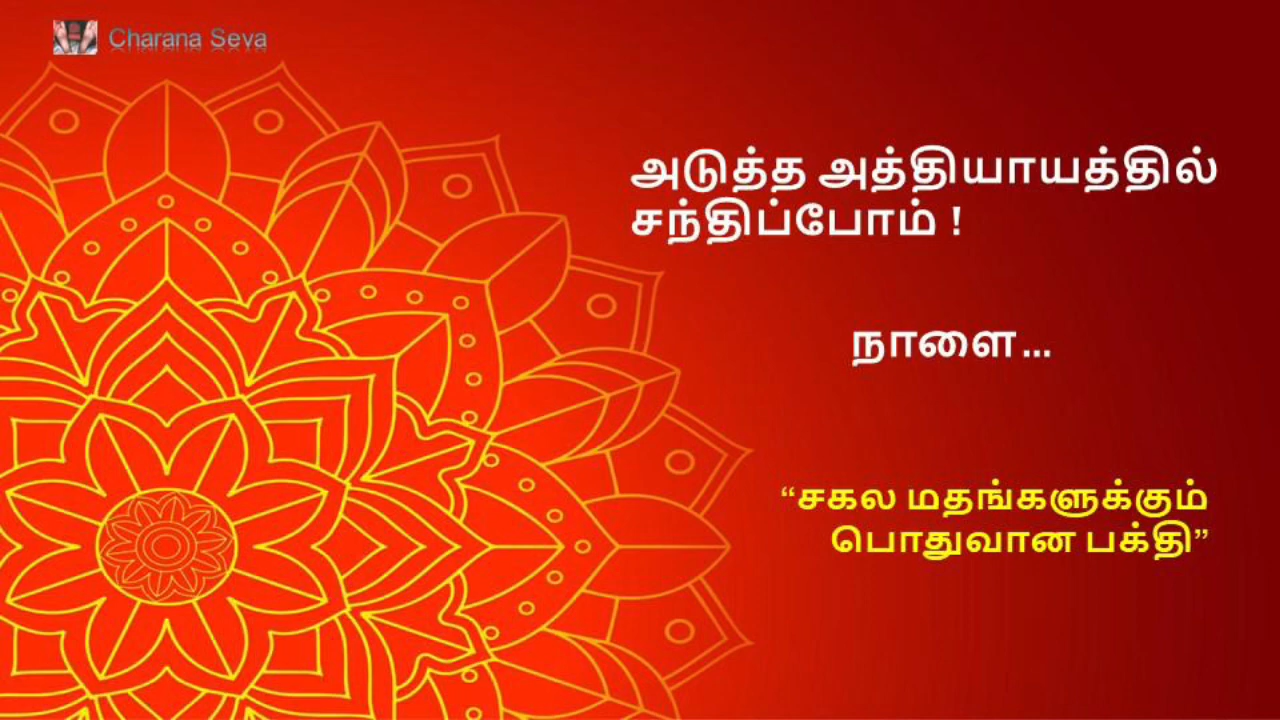 Charana Seva
அடுத்த அத்தியாயத்தில்
சந்திப்போம் !
நாளை...
“சகல மதங்களுக்கும்
பொதுவான பக்தி”